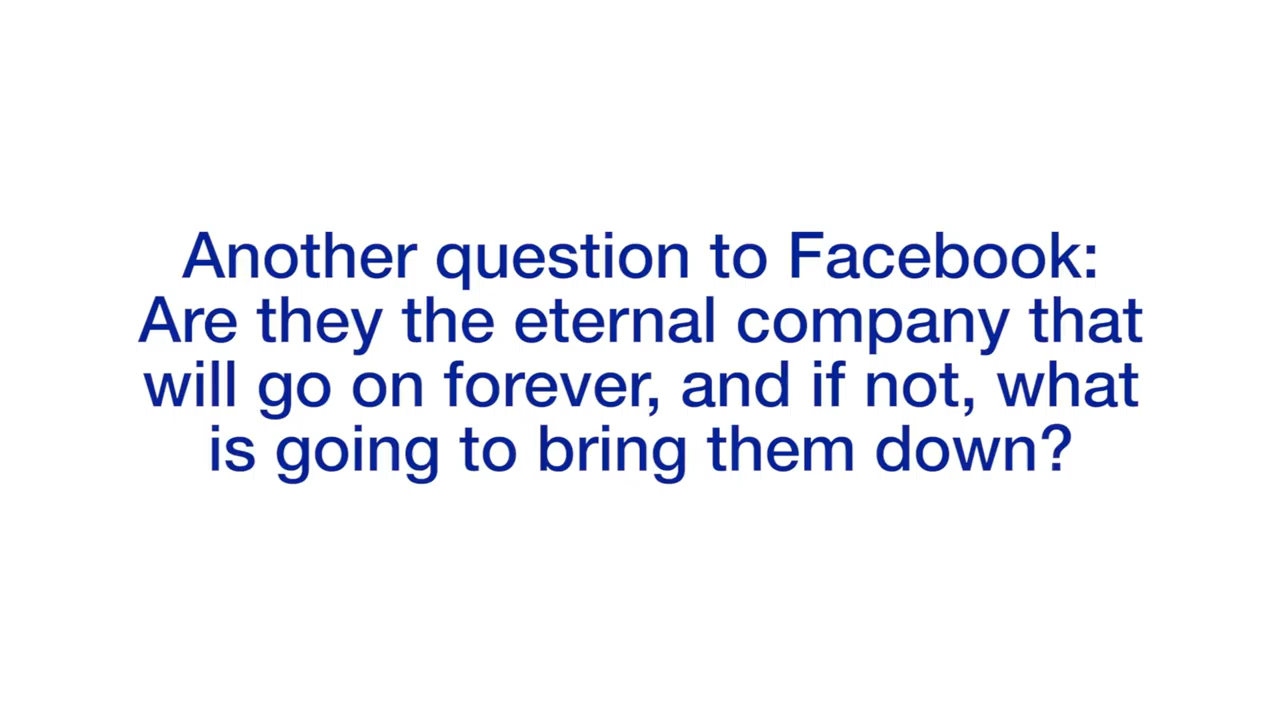 Another question to Facebook:
Are they the eternal company that
will go on forever, and if not, what
is going to bring them down?